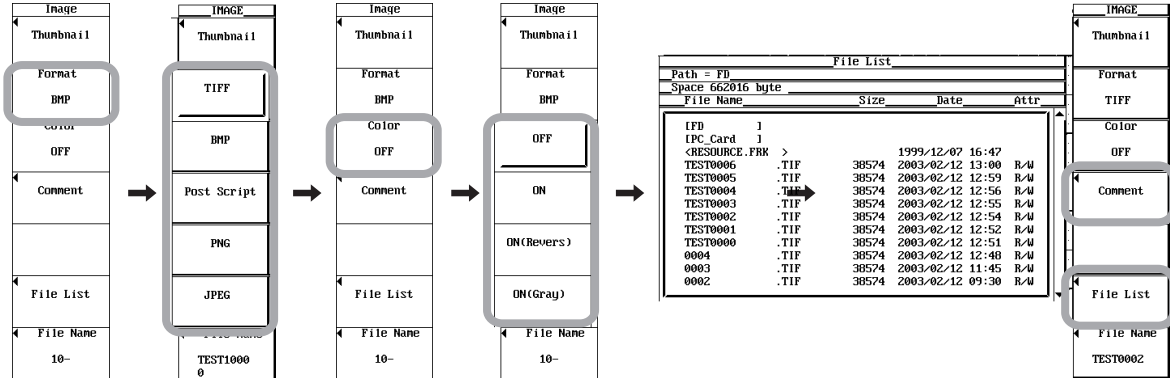 Image
Thumbnail
Format
BMP
Color
OFF
Comment
File List
File Name
10-
IMAGE
Thumbnail
TIFF
BMP
Post Script
PNG
JPEG
TEST1000
0
Image
Thumbnail
Format
BMP
Color
OFF
Comment
File List
File Name
10-
Image
Thumbnail
Format
BMP
OFF
ON
ON(Revers)
ON(Gray)
File Name
10-
File List
Path = FD
Space 662016 byte
File Name Size Date Attr
[FD ]
[PC_Card ]
<RESOURCE.FRK > 1999/12/07 16:47
TEST0006 .TIF 38574 2003/02/12 13:00 R/W
TEST0005 .TIF 38574 2003/02/12 12:59 R/W
TEST0004 .TIF 38574 2003/02/12 12:56 R/W
TEST0003 .TIF 38574 2003/02/12 12:55 R/W
TEST0002 .TIF 38574 2003/02/12 12:54 R/W
TEST0001 .TIF 38574 2003/02/12 12:52 R/W
TEST0000 .TIF 38574 2003/02/12 12:51 R/W
0004 .TIF 38574 2003/02/12 12:48 R/W
0003 .TIF 38574 2003/02/12 11:45 R/W
0002 .TIF 38574 2003/02/12 09:30 R/W
IMAGE
Thumbnail
Format
TIFF
Color
OFF
Comment
File List
File Name
TEST0002